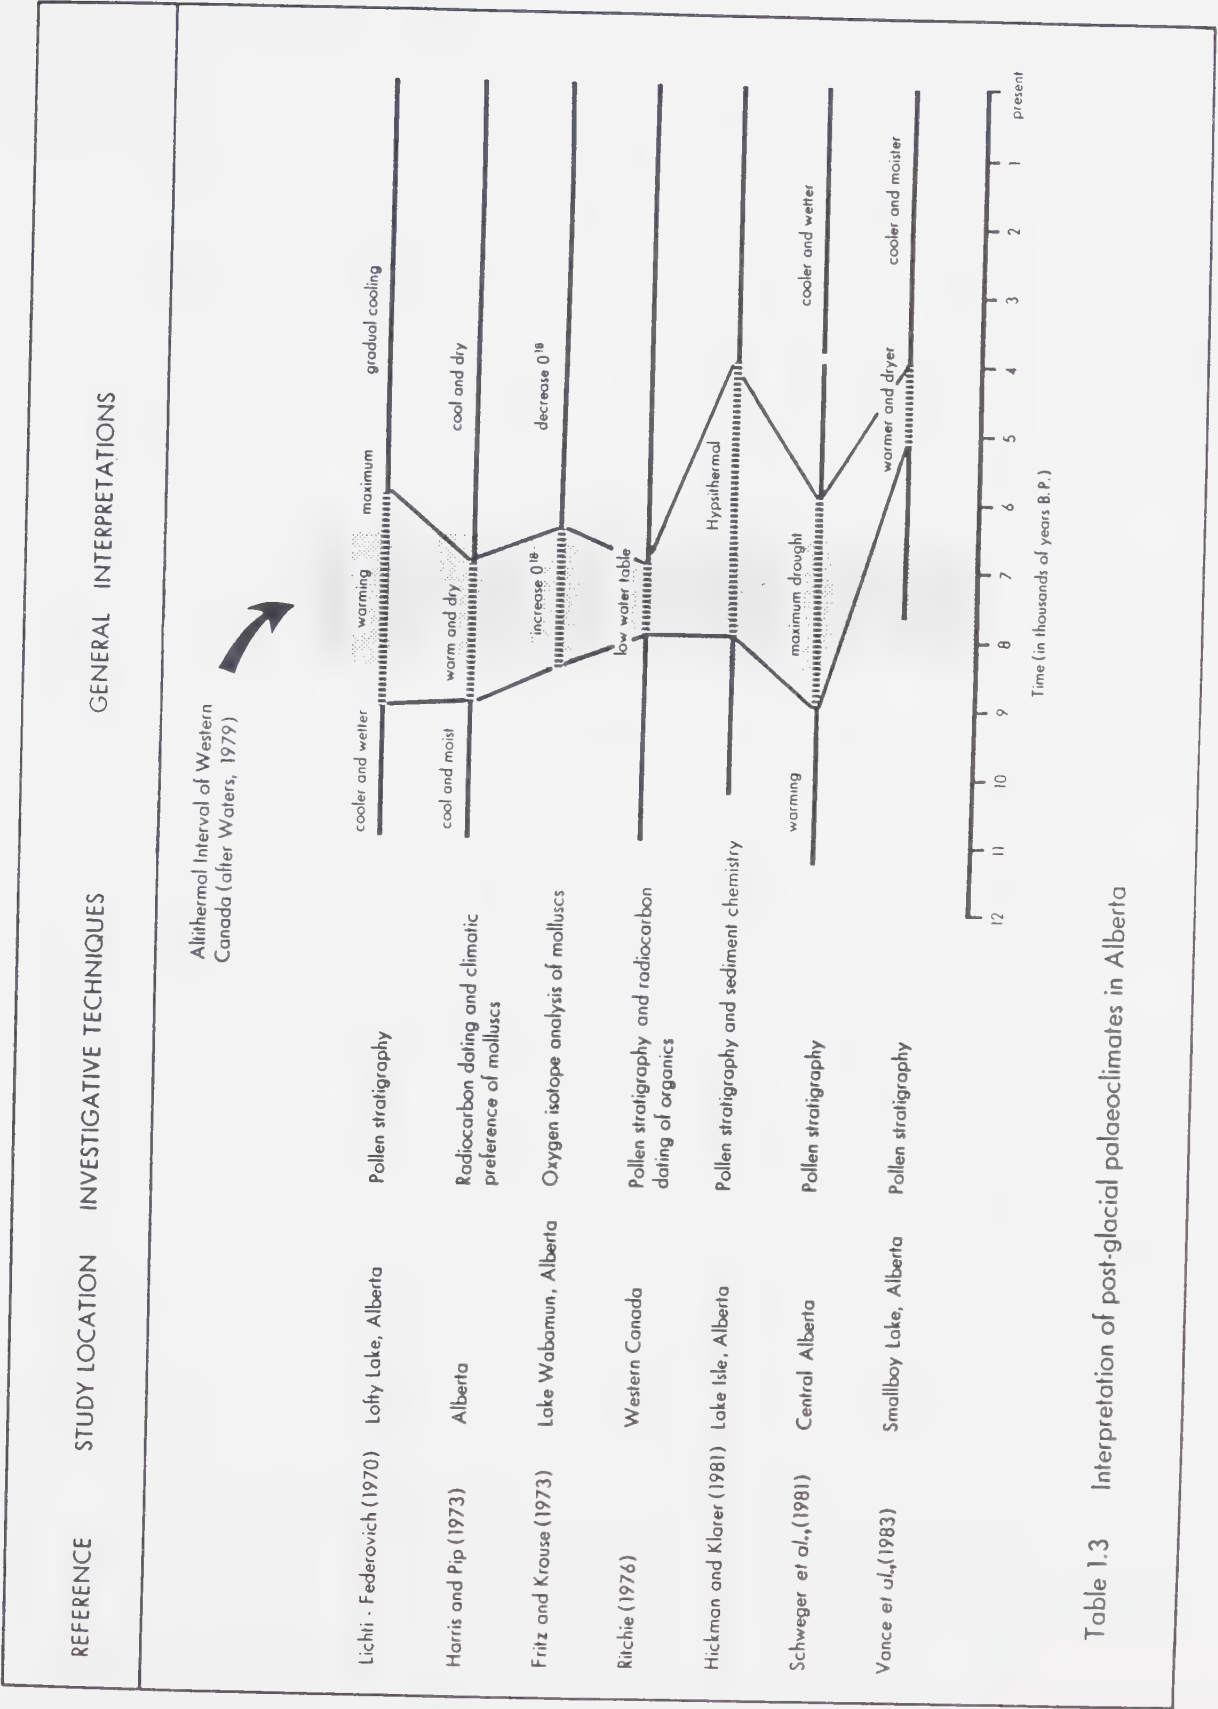 REFERENCE STUDY LOCATION INVESTIGATIVE TECHNIQUES GENERAL INTERPRETATIONS
Altithermal Interval of Western
Canada (after Waters, 1979)
Lichti - Federovich (1970) Lofty Lake, Alberta Pollen stratigraphy
cooler and wetter warming maximum gradual cooling
Harris and Pip (1973) Alberta Radiocarbon dating and climatic
preference of molluscs
cool and moist warm and dry cool and dry
Fritz and Krouse (1973) Lake Wabamun, Alberta Oxygen isotope analysis of molluscs
increase O¹⁸ decrease O¹⁸
Ritchie (1976) Western Canada Pollen stratigraphy and radiocarbon
dating of organics
low water table
Hickman and Klarer (1981) Lake Isle, Alberta Pollen stratigraphy and sediment chemistry
Hypsithermal
Schweger et al.,(1981) Central Alberta Pollen stratigraphy
warming maximum drought cooler and wetter
Vance et al.,(1983) Smallboy Lake, Alberta Pollen stratigraphy
warmer and dryer cooler and moister
12 11 10 9 8 7 6 5 4 3 2 1 present
Time (in thousands of years B.P.)
Table 1.3 Interpretation of post-glacial palaeoclimates in Alberta